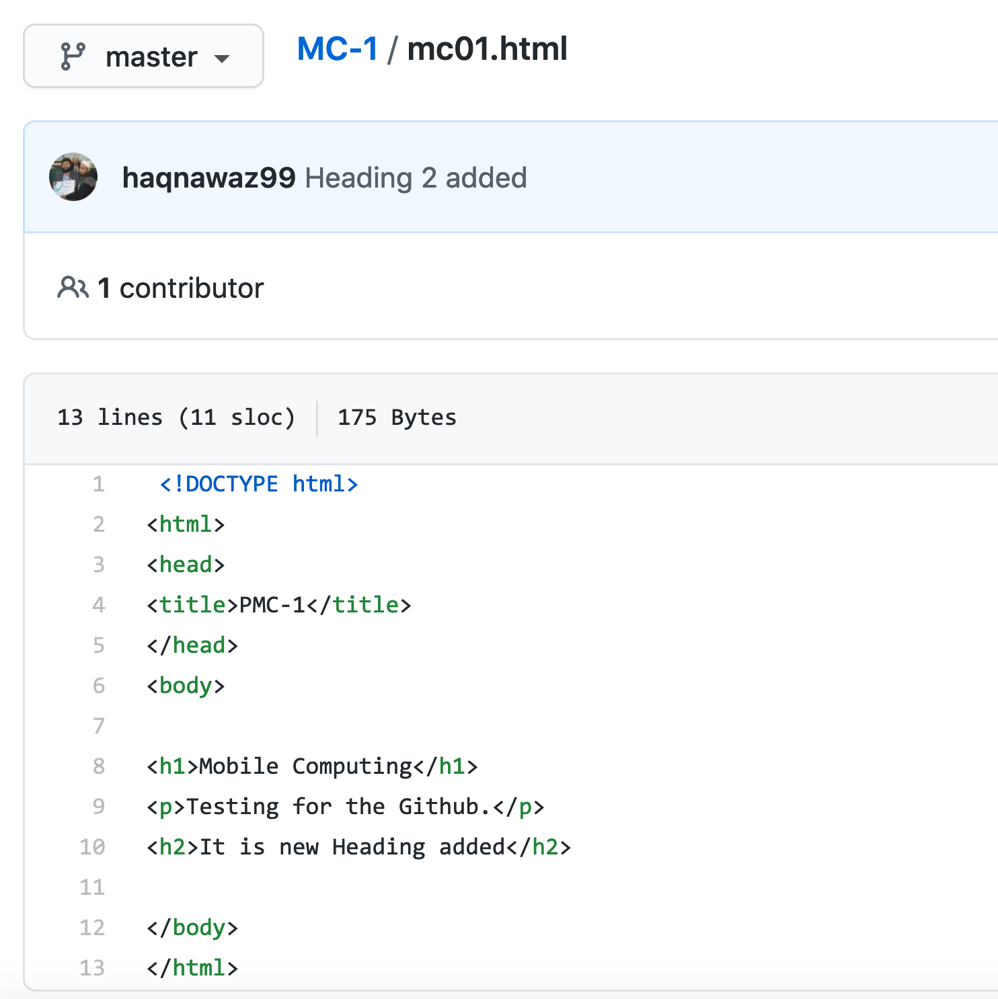 master
MC-1 / mc01.html
haqnawaz99 Heading 2 added
1 contributor
13 lines (11 sloc) 175 Bytes
1 <!DOCTYPE html>
2 <html>
3 <head>
4 <title>PMC-1</title>
5 </head>
6 <body>
7
8 <h1>Mobile Computing</h1>
9 <p>Testing for the Github.</p>
10 <h2>It is new Heading added</h2>
11
12 </body>
13 </html>